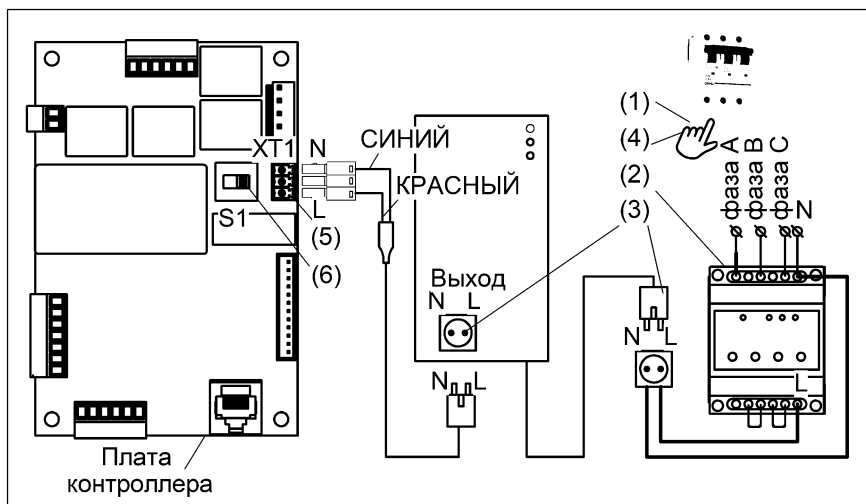 (1)
(4)
(2)
(3)
фаза A
фаза B
фаза C
N
XT1
N
СИНИЙ
КРАСНЫЙ
L
S1
(5)
(6)
Выход
N L
N L
N L
L
Плата
контроллера